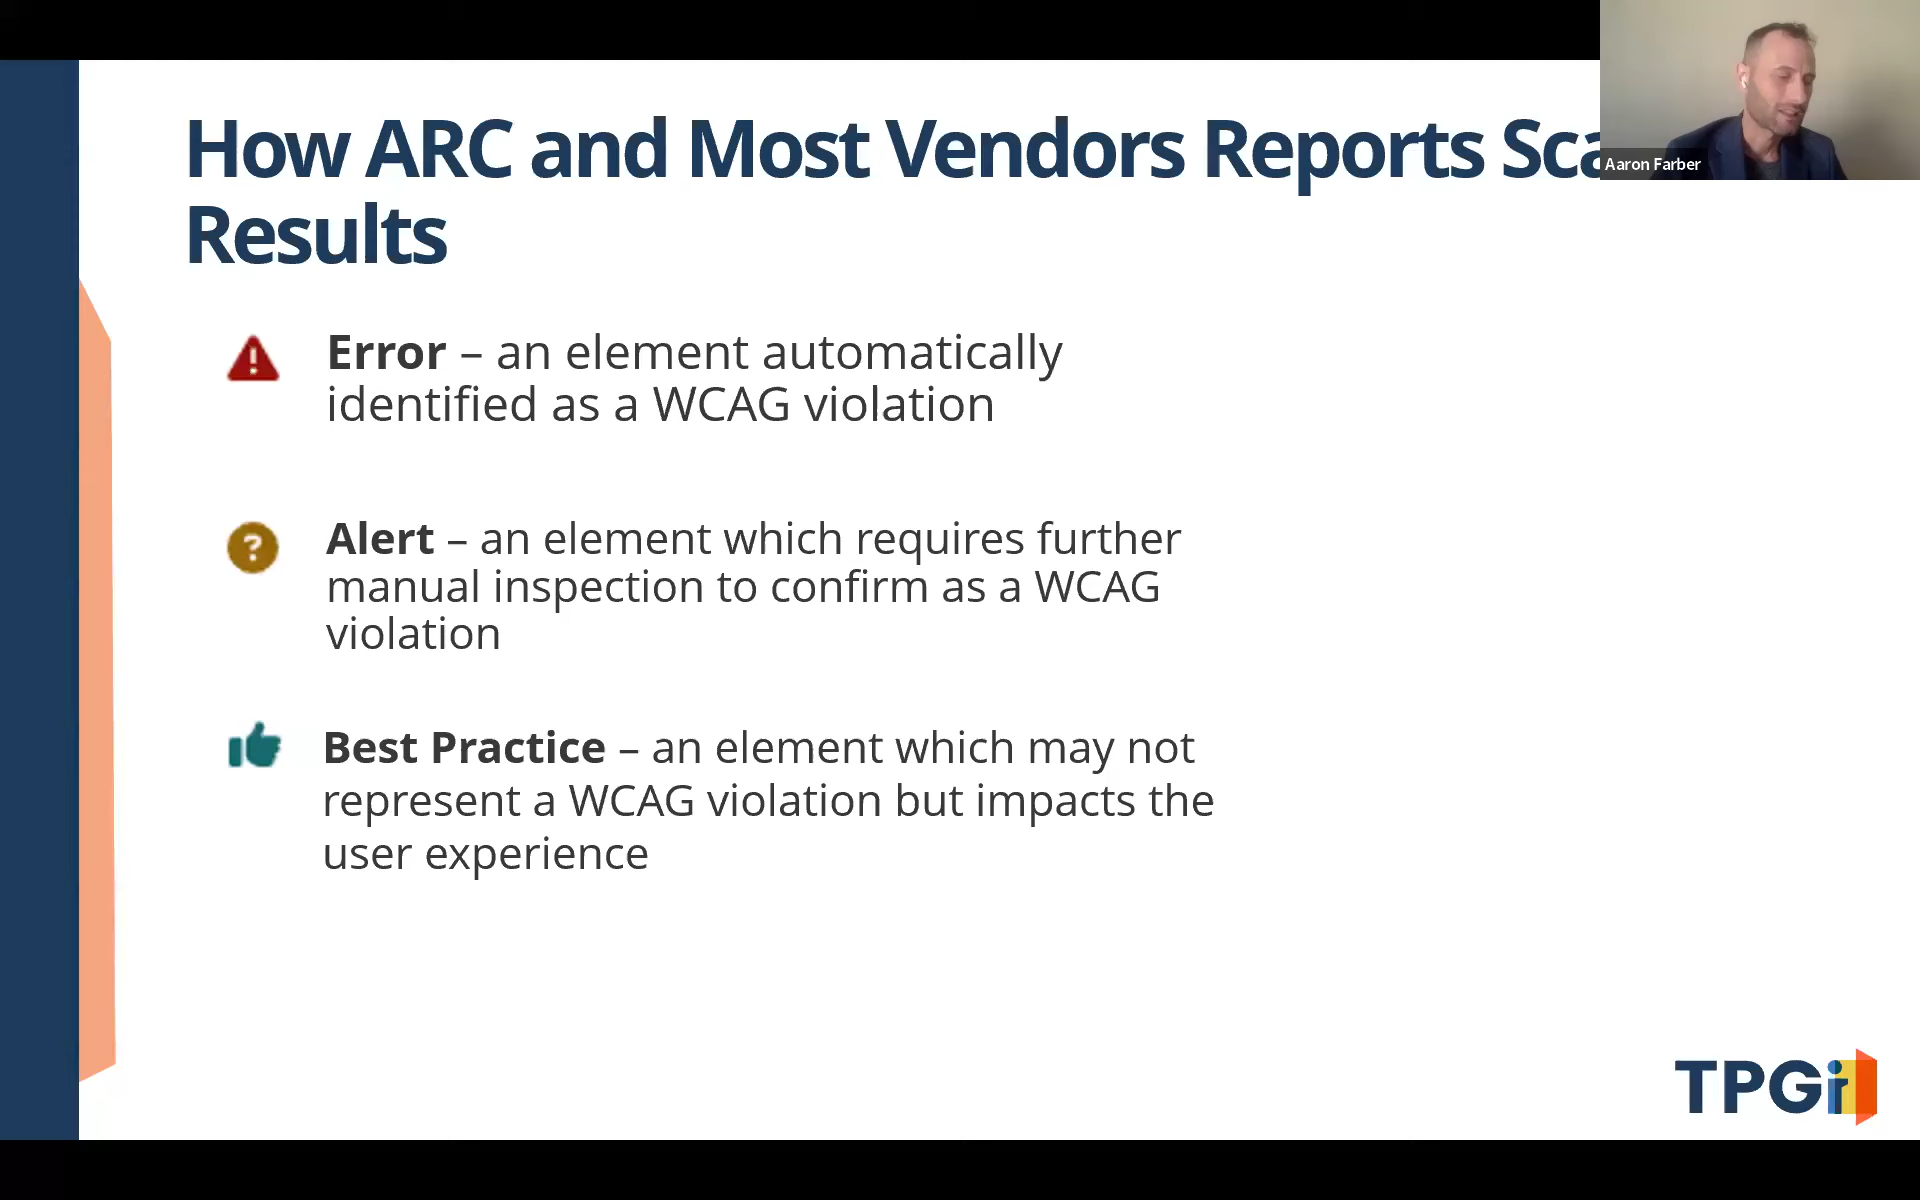 How ARC and Most Vendors Reports Sca
Results
Aaron Farber
Error – an element automatically
identified as a WCAG violation
Alert – an element which requires further
manual inspection to confirm as a WCAG
violation
Best Practice – an element which may not
represent a WCAG violation but impacts the
user experience
TPGi